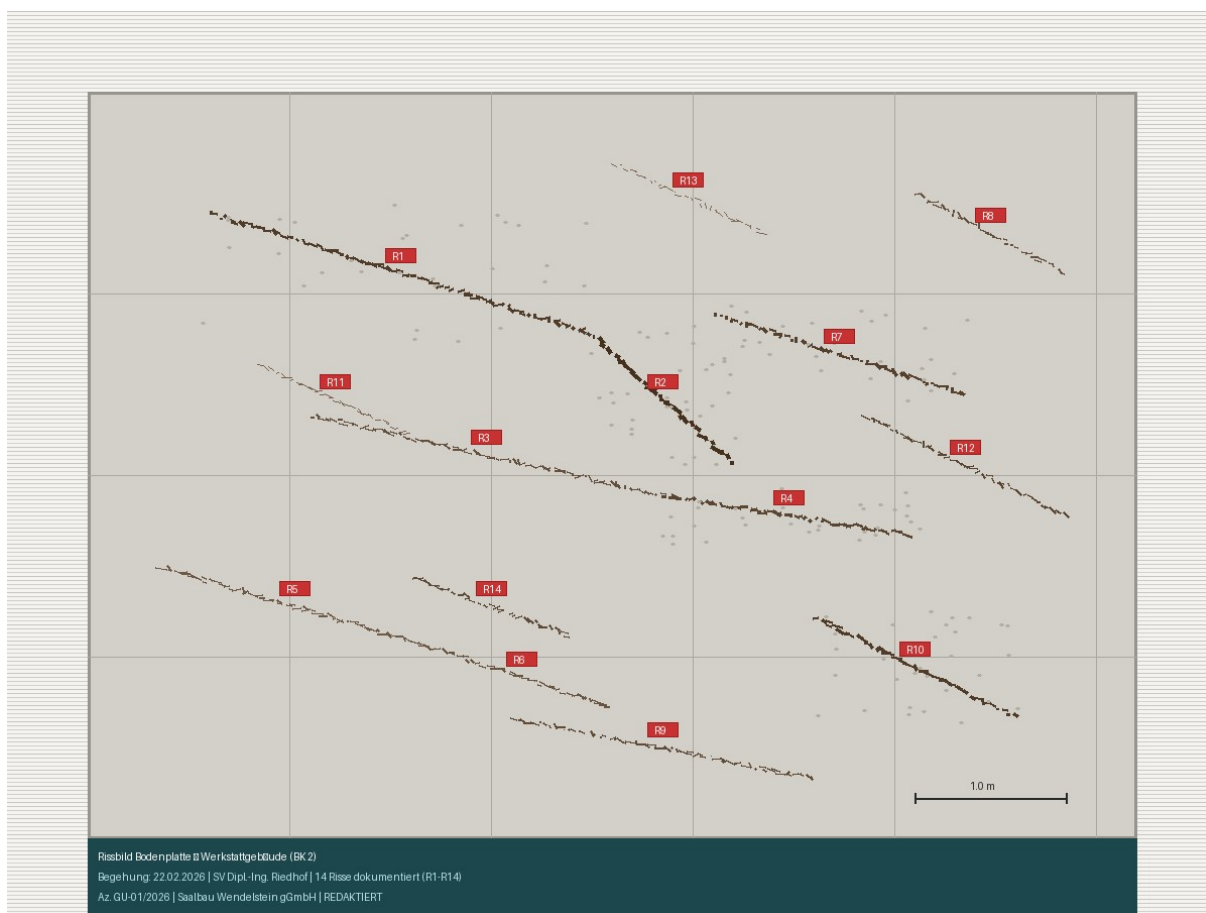 R13
R8
R1
R7
R11
R2
R3
R12
R4
R5
R14
R6
R10
R9
1.0 m
Rissbild Bodenplatte Werkstattgebäude (BK 2)
Begehung: 22.02.2026 | SV Dipl.-Ing. Riedhof | 14 Risse dokumentiert (R1-R14)
Az. GU-01/2026 | Saalbau Wendelstein gGmbH | REDAKTIERT